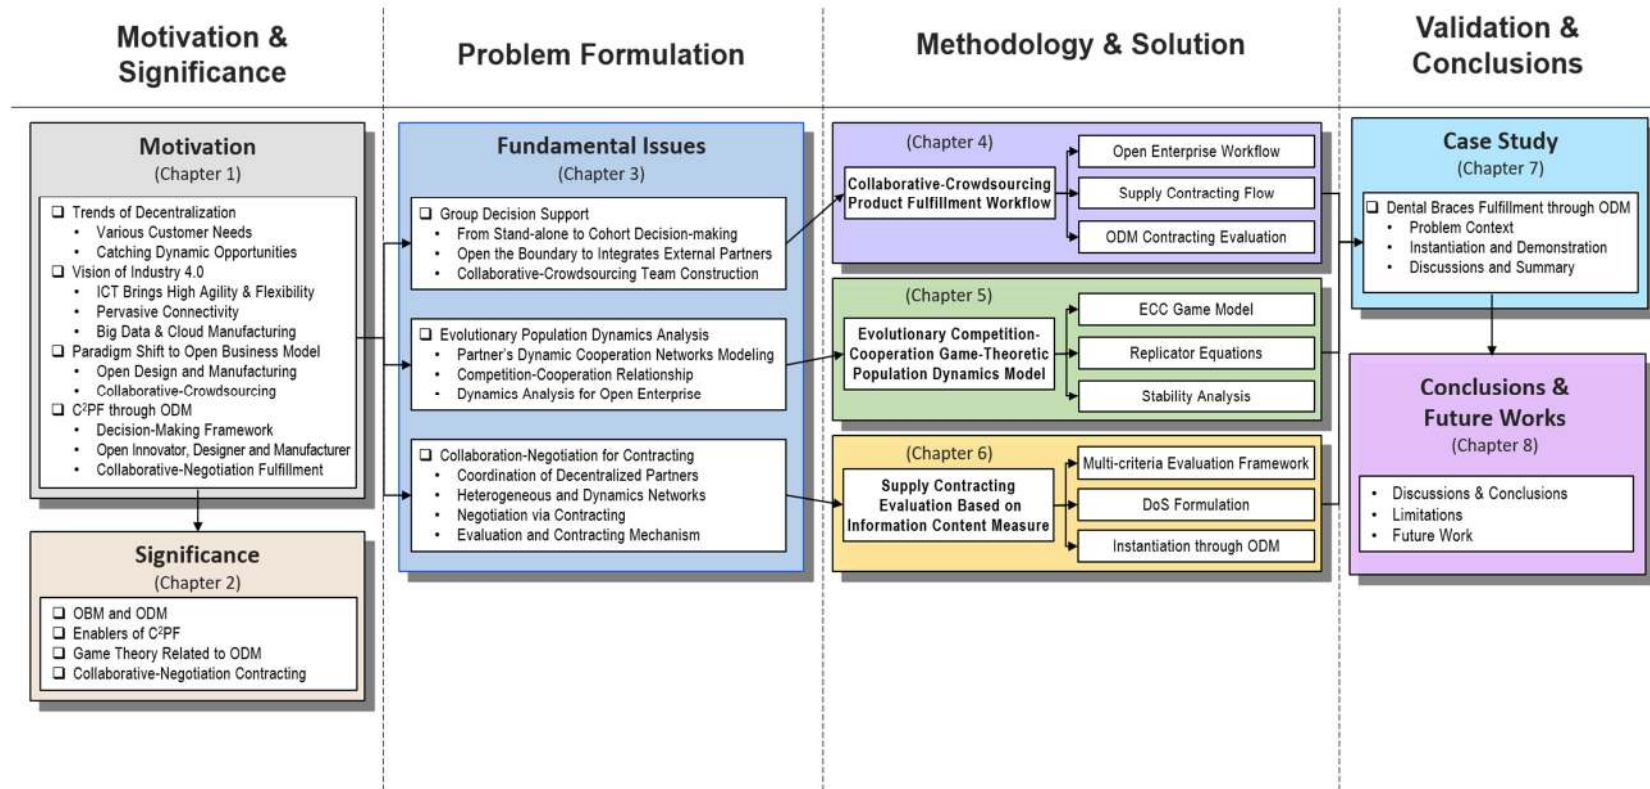 Motivation &
Significance
Problem Formulation
Methodology & Solution
Validation &
Conclusions
Motivation
(Chapter 1)
❑ Trends of Decentralization
• Various Customer Needs
• Catching Dynamic Opportunities
❑ Vision of Industry 4.0
• ICT Brings High Agility & Flexibility
• Pervasive Connectivity
• Big Data & Cloud Manufacturing
❑ Paradigm Shift to Open Business Model
• Open Design and Manufacturing
• Collaborative-Crowdsourcing
❑ C²PF through ODM
• Decision-Making Framework
• Open Innovator, Designer and Manufacturer
• Collaborative-Negotiation Fulfillment
Significance
(Chapter 2)
❑ OBM and ODM
❑ Enablers of C²PF
❑ Game Theory Related to ODM
❑ Collaborative-Negotiation Contracting
Fundamental Issues
(Chapter 3)
❑ Group Decision Support
• From Stand-alone to Cohort Decision-making
• Open the Boundary to Integrates External Partners
• Collaborative-Crowdsourcing Team Construction
❑ Evolutionary Population Dynamics Analysis
• Partner's Dynamic Cooperation Networks Modeling
• Competition-Cooperation Relationship
- Dynamics Analysis for Open Enterprise
❑ Collaboration-Negotiation for Contracting
• Coordination of Decentralized Partners
• Heterogeneous and Dynamics Networks
• Negotiation via Contracting
• Evaluation and Contracting Mechanism
(Chapter 4)
Collaborative-Crowdsourcing
Product Fulfillment Workflow
Open Enterprise Workflow
Supply Contracting Flow
ODM Contracting Evaluation
(Chapter 5)
Evolutionary Competition-
Cooperation Game-Theoretic
Population Dynamics Model
ECC Game Model
Replicator Equations
Stability Analysis
(Chapter 6)
Supply Contracting
Evaluation Based on
Information Content Measure
Multi-criteria Evaluation Framework
DoS Formulation
Instantiation through ODM
Case Study
(Chapter 7)
❑ Dental Braces Fulfillment through ODM
• Problem Context
• Instantiation and Demonstration
• Discussions and Summary
Conclusions &
Future Works
(Chapter 8)
• Discussions & Conclusions
• Limitations
• Future Work